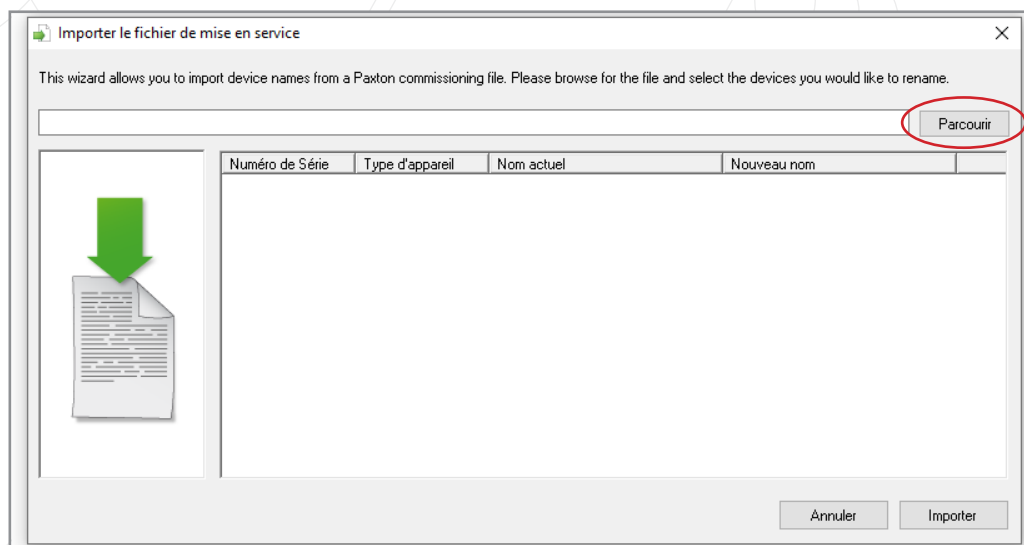 Importer le fichier de mise en service
This wizard allows you to import device names from a Paxton commissioning file. Please browse for the file and select the devices you would like to rename.
Parcourir
Numéro de Série Type d'appareil Nom actuel Nouveau nom
Annuler Importer